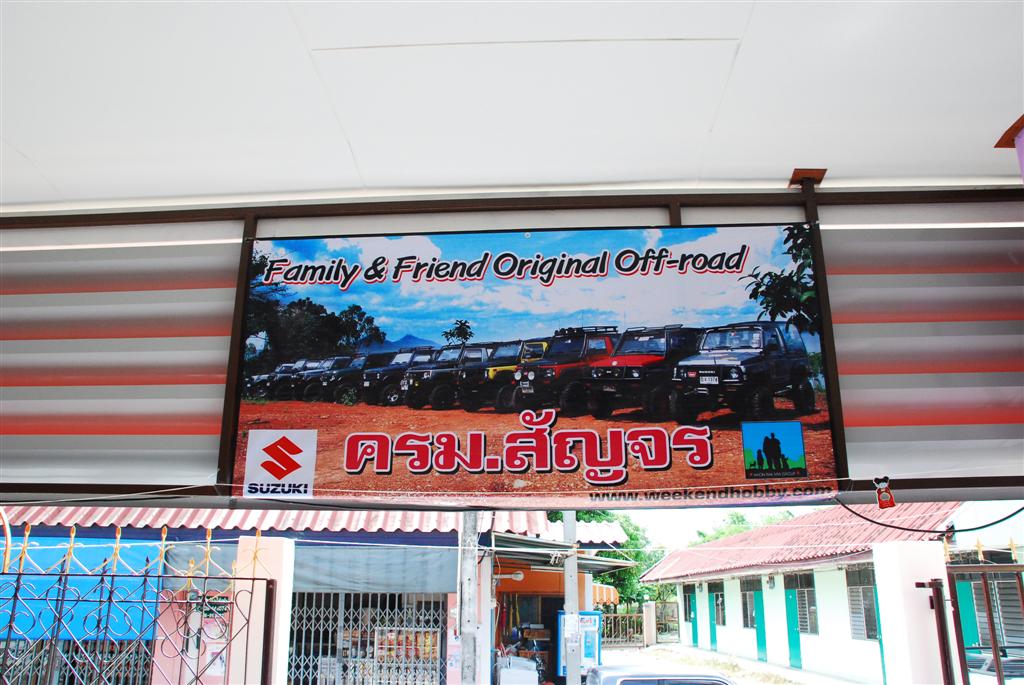 Family & Friend Original Off-road
ครม.สัญจร
SUZUKI
www.weekendhobby.com